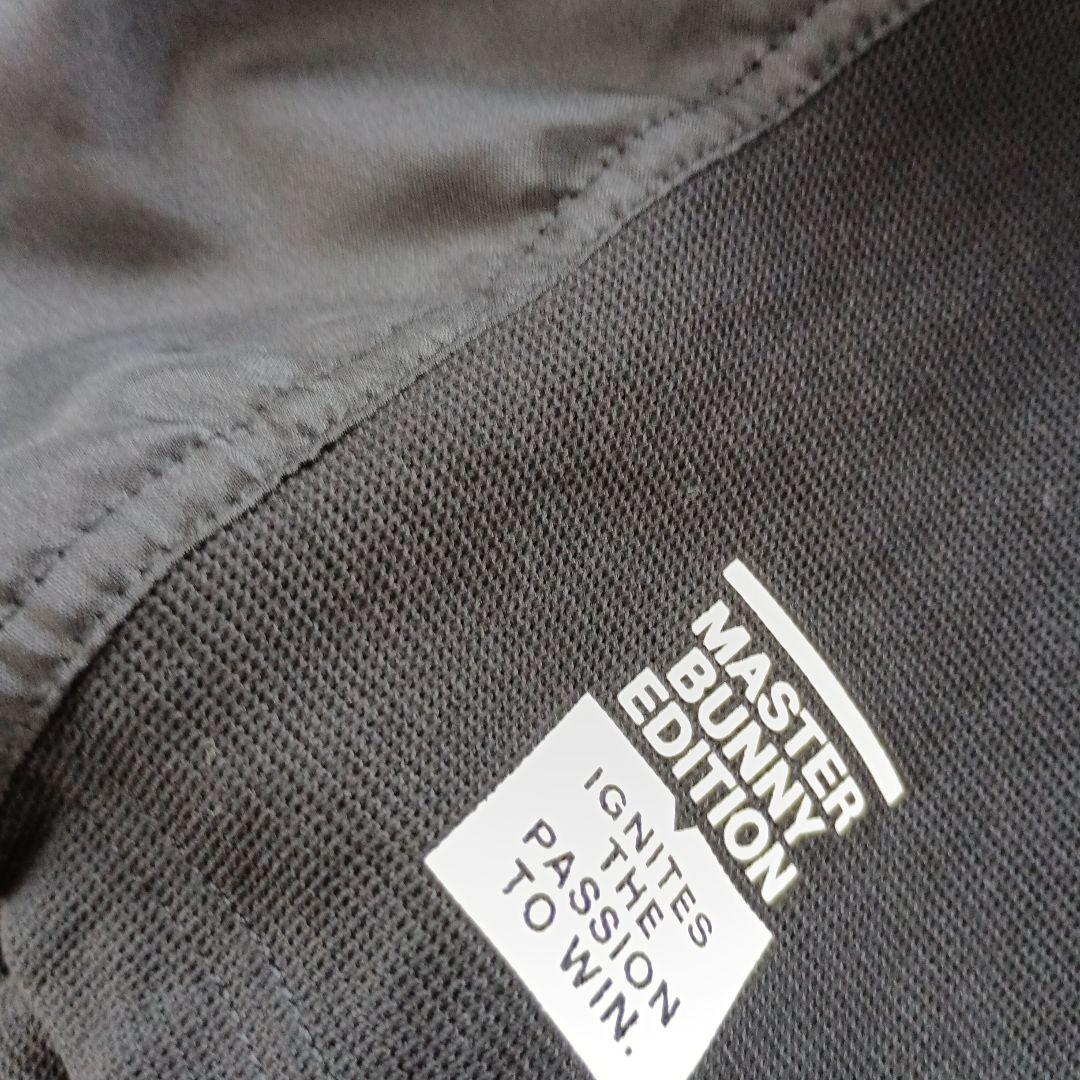 MASTER
BUNNY
EDITION
IGNITES
THE
PASSION
TO WIN.